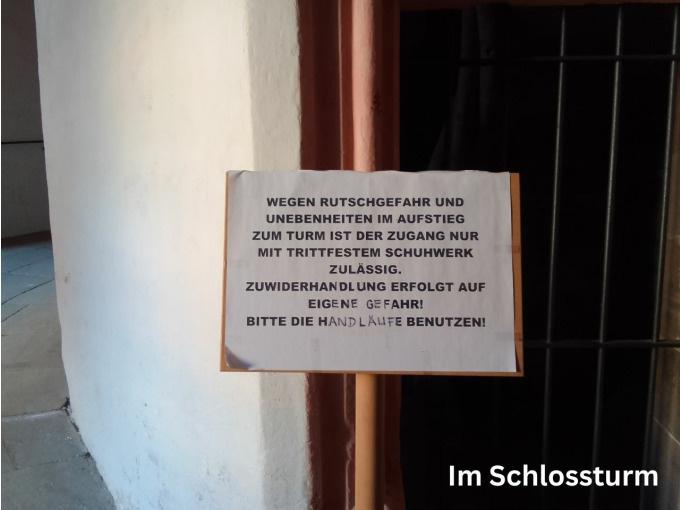 WEGEN RUTSCHGEFAHR UND
UNEBENHEITEN IM AUFSTIEG
ZUM TURM IST DER ZUGANG NUR
MIT TRITTFESTEM SCHUHWERK
ZULÄSSIG.
ZUWIDERHANDLUNG ERFOLGT AUF
EIGENE GEFAHR!
BITTE DIE HANDLÄUFE BENUTZEN!
Im Schlossturm